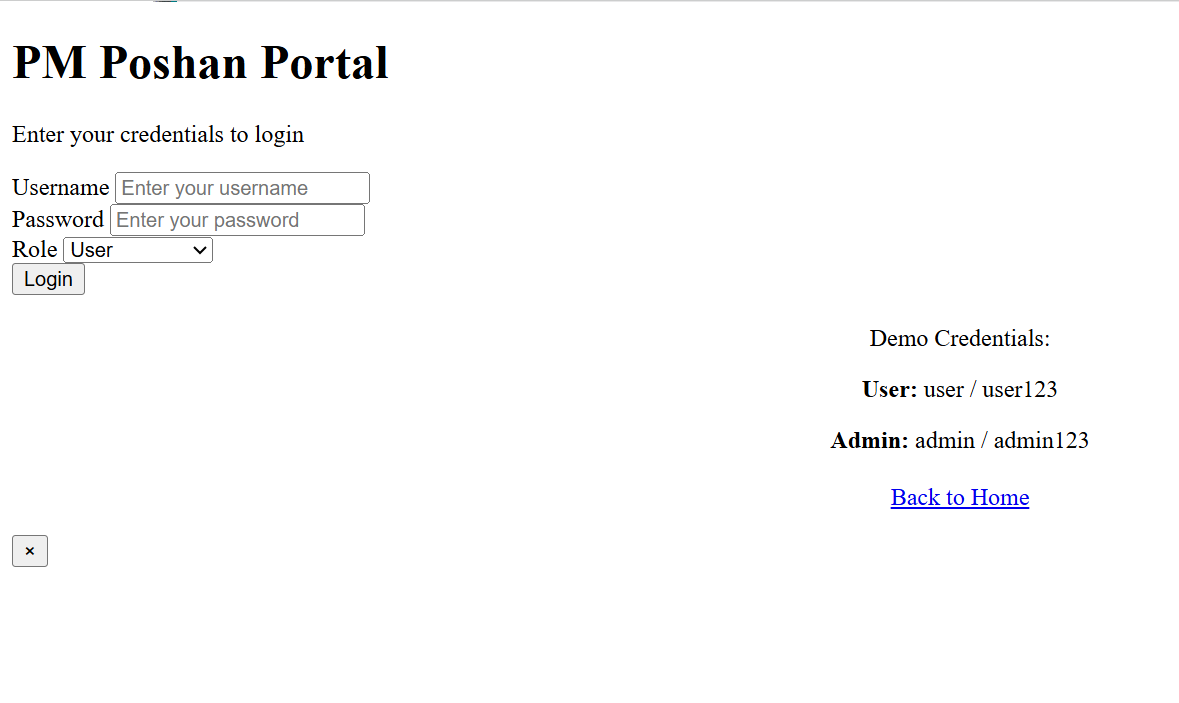 PM Poshan Portal
Enter your credentials to login
Username Enter your username
Password Enter your password
Role User
Login
Demo Credentials:
User: user / user123
Admin: admin / admin123
Back to Home
×